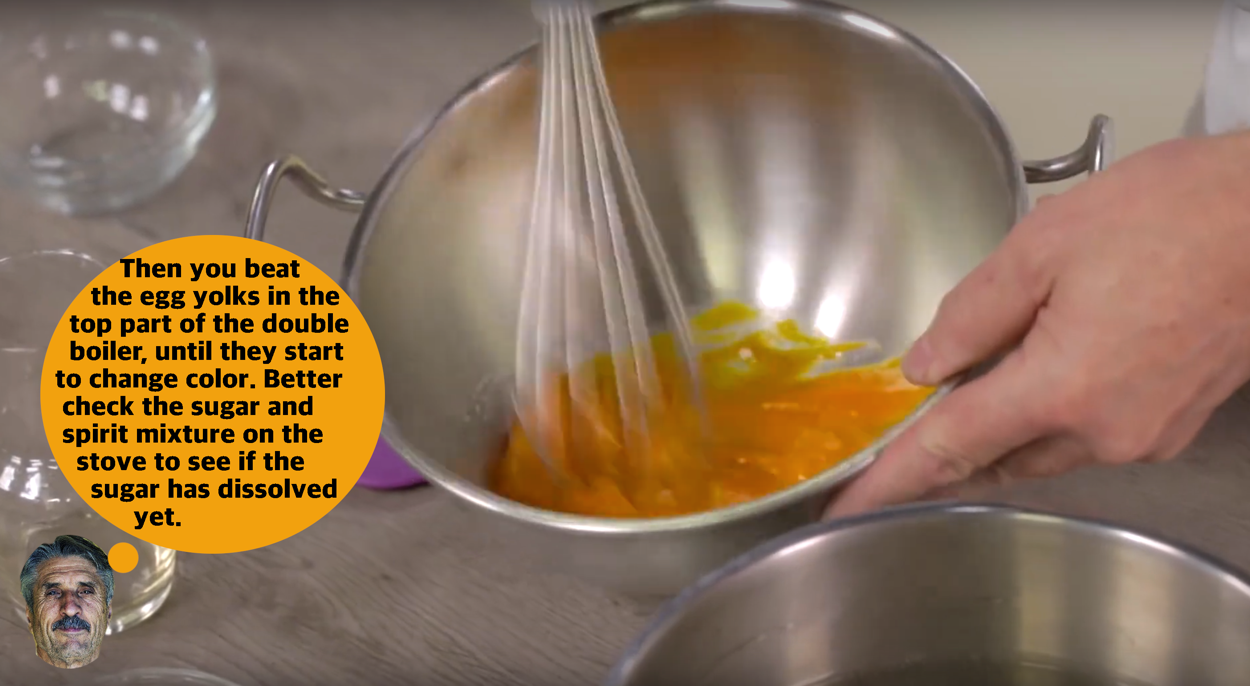 Then you beat
the egg yolks in the
top part of the double
boiler, until they start
to change color. Better
check the sugar and
spirit mixture on the
stove to see if the
sugar has dissolved
yet.